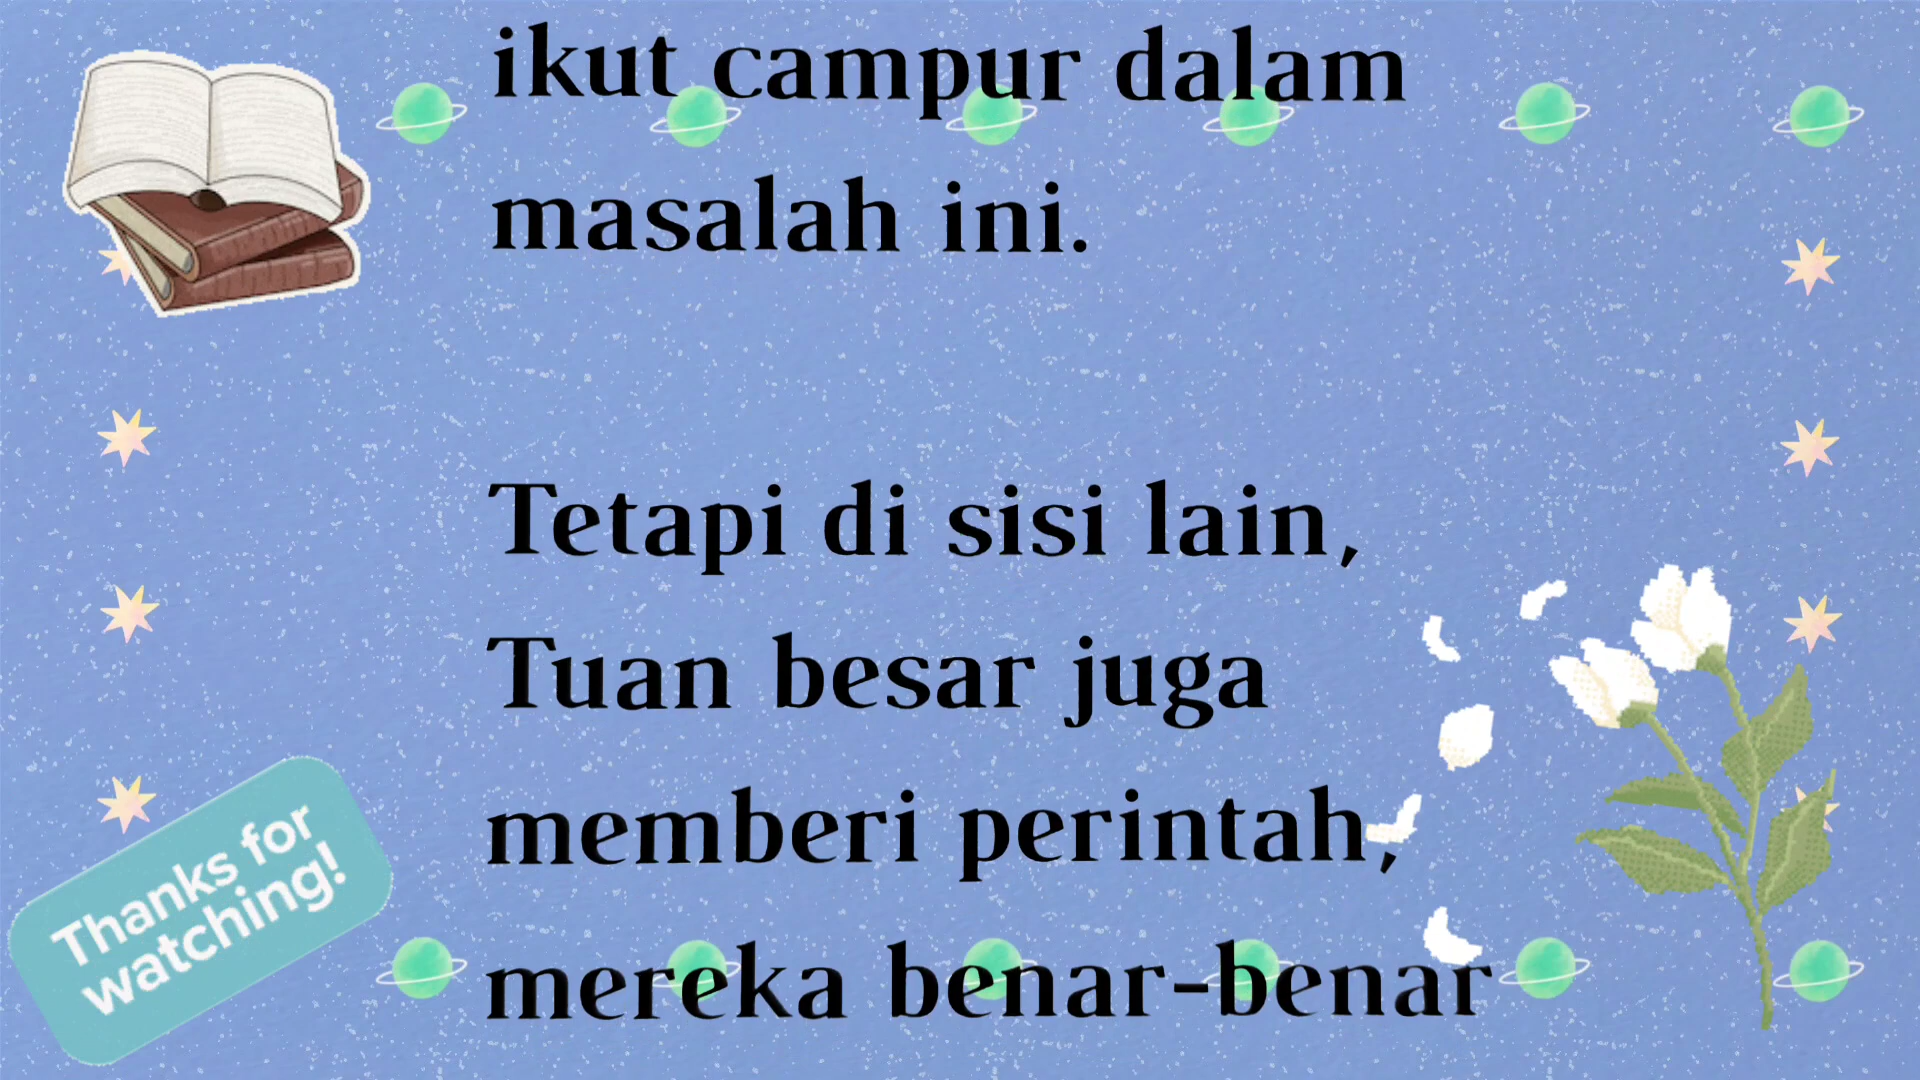 ikut campur dalam
masalah ini.
Tetapi di sisi lain,
Tuan besar juga
memberi perintah,
mereka benar-benar
Thanks for
watching!